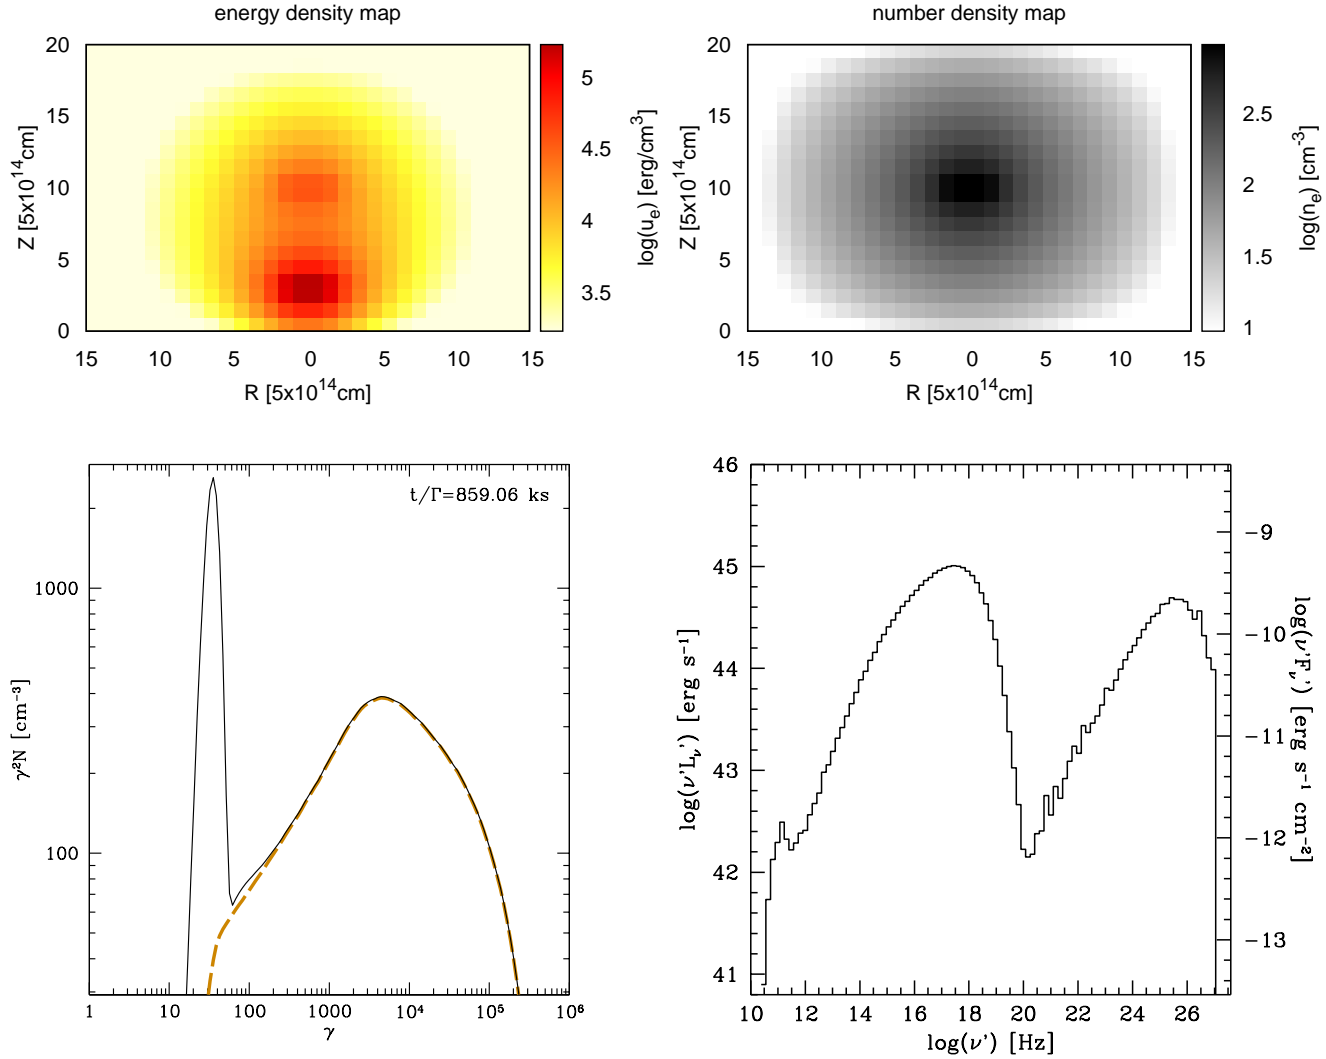 energy density map
number density map
20
15
10
5
0
Z [5x10^14cm]
15 10 5 0 5 10 15
R [5x10^14cm]
5
4.5
4
3.5
log(u_e) [erg/cm^3]
20
15
10
5
0
Z [5x10^14cm]
15 10 5 0 5 10 15
R [5x10^14cm]
2.5
2
1.5
1
log(n_e) [cm^-3]
t/Γ=859.06 ks
1000
100
γ²N [cm⁻³]
1 10 100 1000 10⁴ 10⁵ 10⁶
γ
46
45
44
43
42
41
log(ν'L_ν') [erg s⁻¹]
10 12 14 16 18 20 22 24 26
log(ν') [Hz]
−9
−10
−11
−12
−13
log(ν'F_ν') [erg s⁻¹ cm⁻²]